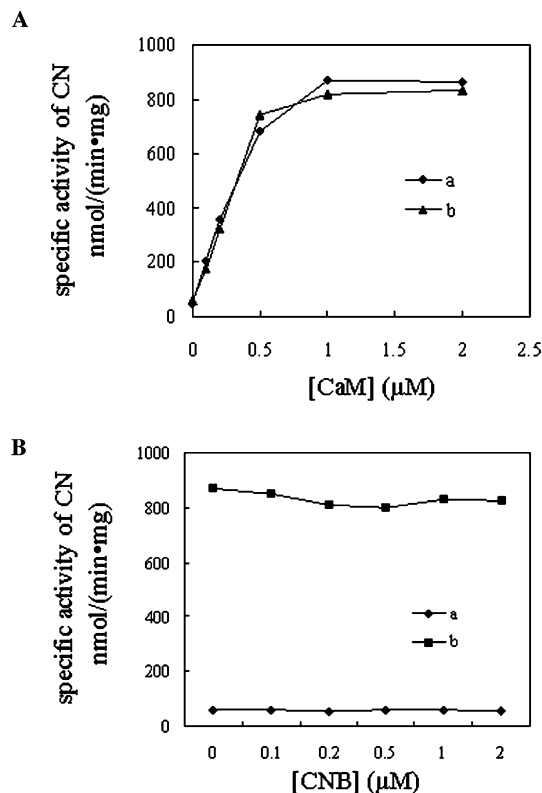 A
specific activity of CN
nmol/(min•mg)
1000
800
600
400
200
0
a
b
0
0.5
1
1.5
2
2.5
[CaM] (μM)
B
specific activity of CN
nmol/(min•mg)
1000
800
600
400
200
0
a
b
0
0.1
0.2
0.5
1
2
[CNB] (μM)